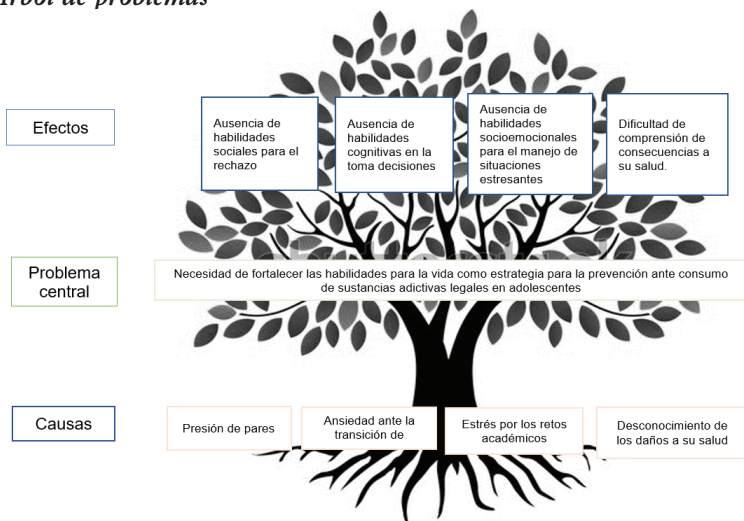 Árbol de problemas
Efectos
Ausencia de
habilidades
sociales para el
rechazo
Ausencia de
habilidades
cognitivas en la
toma decisiones
Ausencia de
habilidades
socioemocionales
para el manejo de
situaciones
estresantes
Dificultad de
comprensión de
consecuencias a
su salud.
Problema
central
Necesidad de fortalecer las habilidades para la vida como estrategia para la prevención ante consumo
de sustancias adictivas legales en adolescentes
Causas
Presión de pares
Ansiedad ante la
transición de
Estrés por los retos
académicos
Desconocimiento de
los daños a su salud